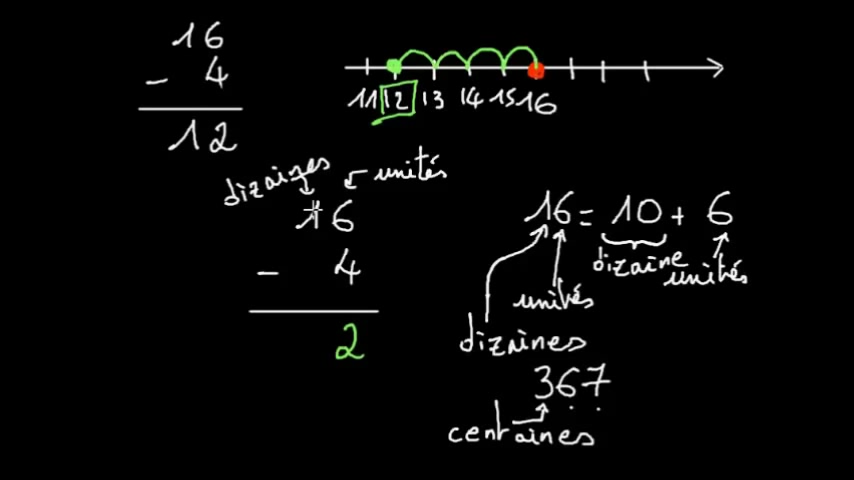 16
- 4
12
11 12 13 14 15 16
dizaines
unités
16
- 4
2
16 = 10 + 6
dizaine
unités
unités
dizaines
367
centaines